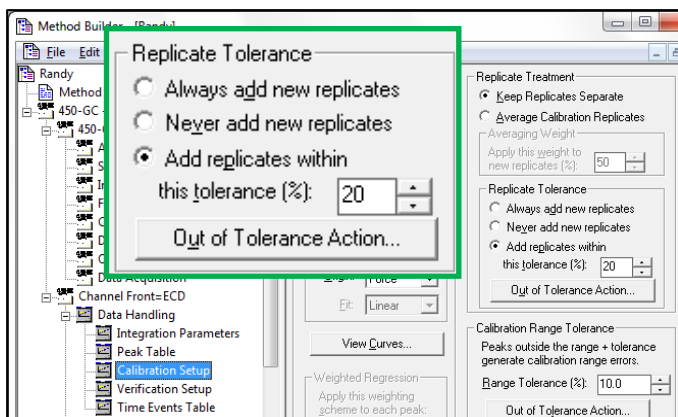 Method Builder - [Randy]
File Edit
Replicate Tolerance
Always add new replicates
Never add new replicates
Add replicates within
this tolerance (%): 20
Out of Tolerance Action...
Randy
Method
450-GC
Data Acquisition
Channel Front=ECD
Data Handling
Integration Parameters
Peak Table
Calibration Setup
Verification Setup
Time Events Table
Force
Fit: Linear
View Curves...
Weighted Regression
Apply this weighting
scheme to each peak:
Replicate Treatment
Keep Replicates Separate
Average Calibration Replicates
Averaging Weight
Apply this weight to
new replicates (%): 50
Replicate Tolerance
Always add new replicates
Never add new replicates
Add replicates within
this tolerance (%): 20
Out of Tolerance Action...
Calibration Range Tolerance
Peaks outside the range + tolerance
generate calibration range errors.
Range Tolerance (%): 10.0
Out of Tolerance Action...